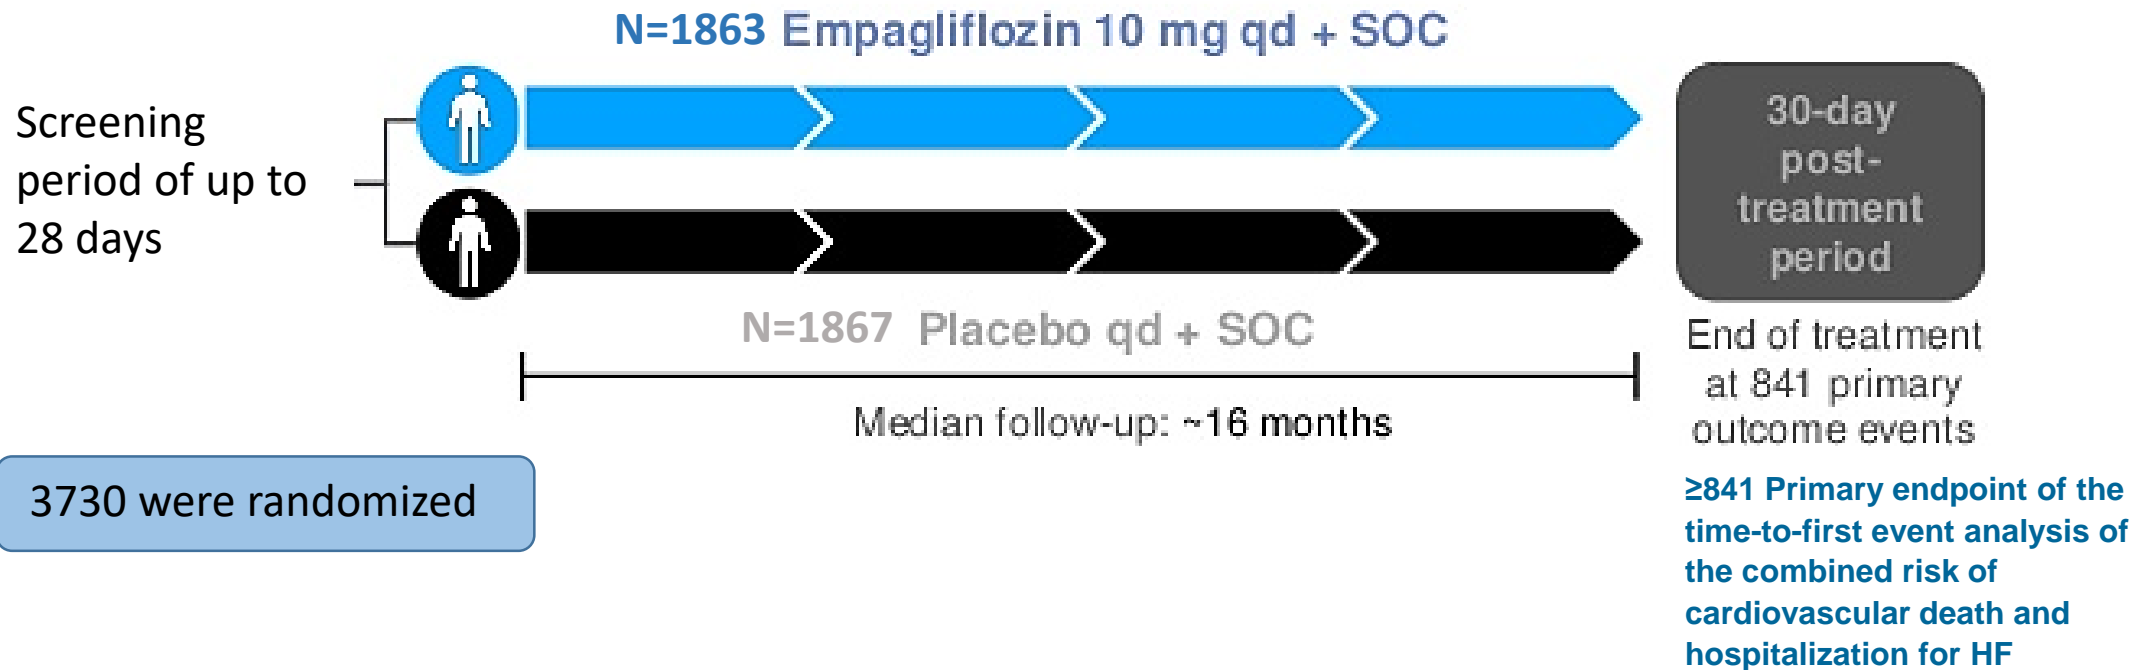 N=1863 Empagliflozin 10 mg qd + SOC
Screening
period of up to
28 days
30-day
post-
treatment
period
N=1867 Placebo qd + SOC
Median follow-up: ~16 months
End of treatment
at 841 primary
outcome events
3730 were randomized
≥841 Primary endpoint of the
time-to-first event analysis of
the combined risk of
cardiovascular death and
hospitalization for HF